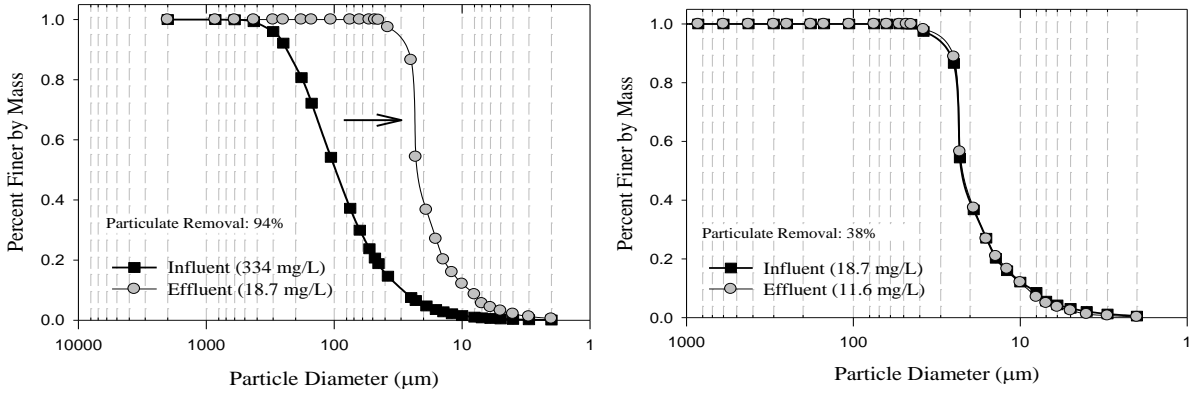 Percent Finer by Mass
1.0
0.8
0.6
0.4
0.2
0.0
Particulate Removal: 94%
Influent (334 mg/L)
Effluent (18.7 mg/L)
10000 1000 100 10 1
Particle Diameter (μm)
Percent Finer by Mass
1.0
0.8
0.6
0.4
0.2
0.0
Particulate Removal: 38%
Influent (18.7 mg/L)
Effluent (11.6 mg/L)
1000 100 10 1
Particle Diameter (μm)